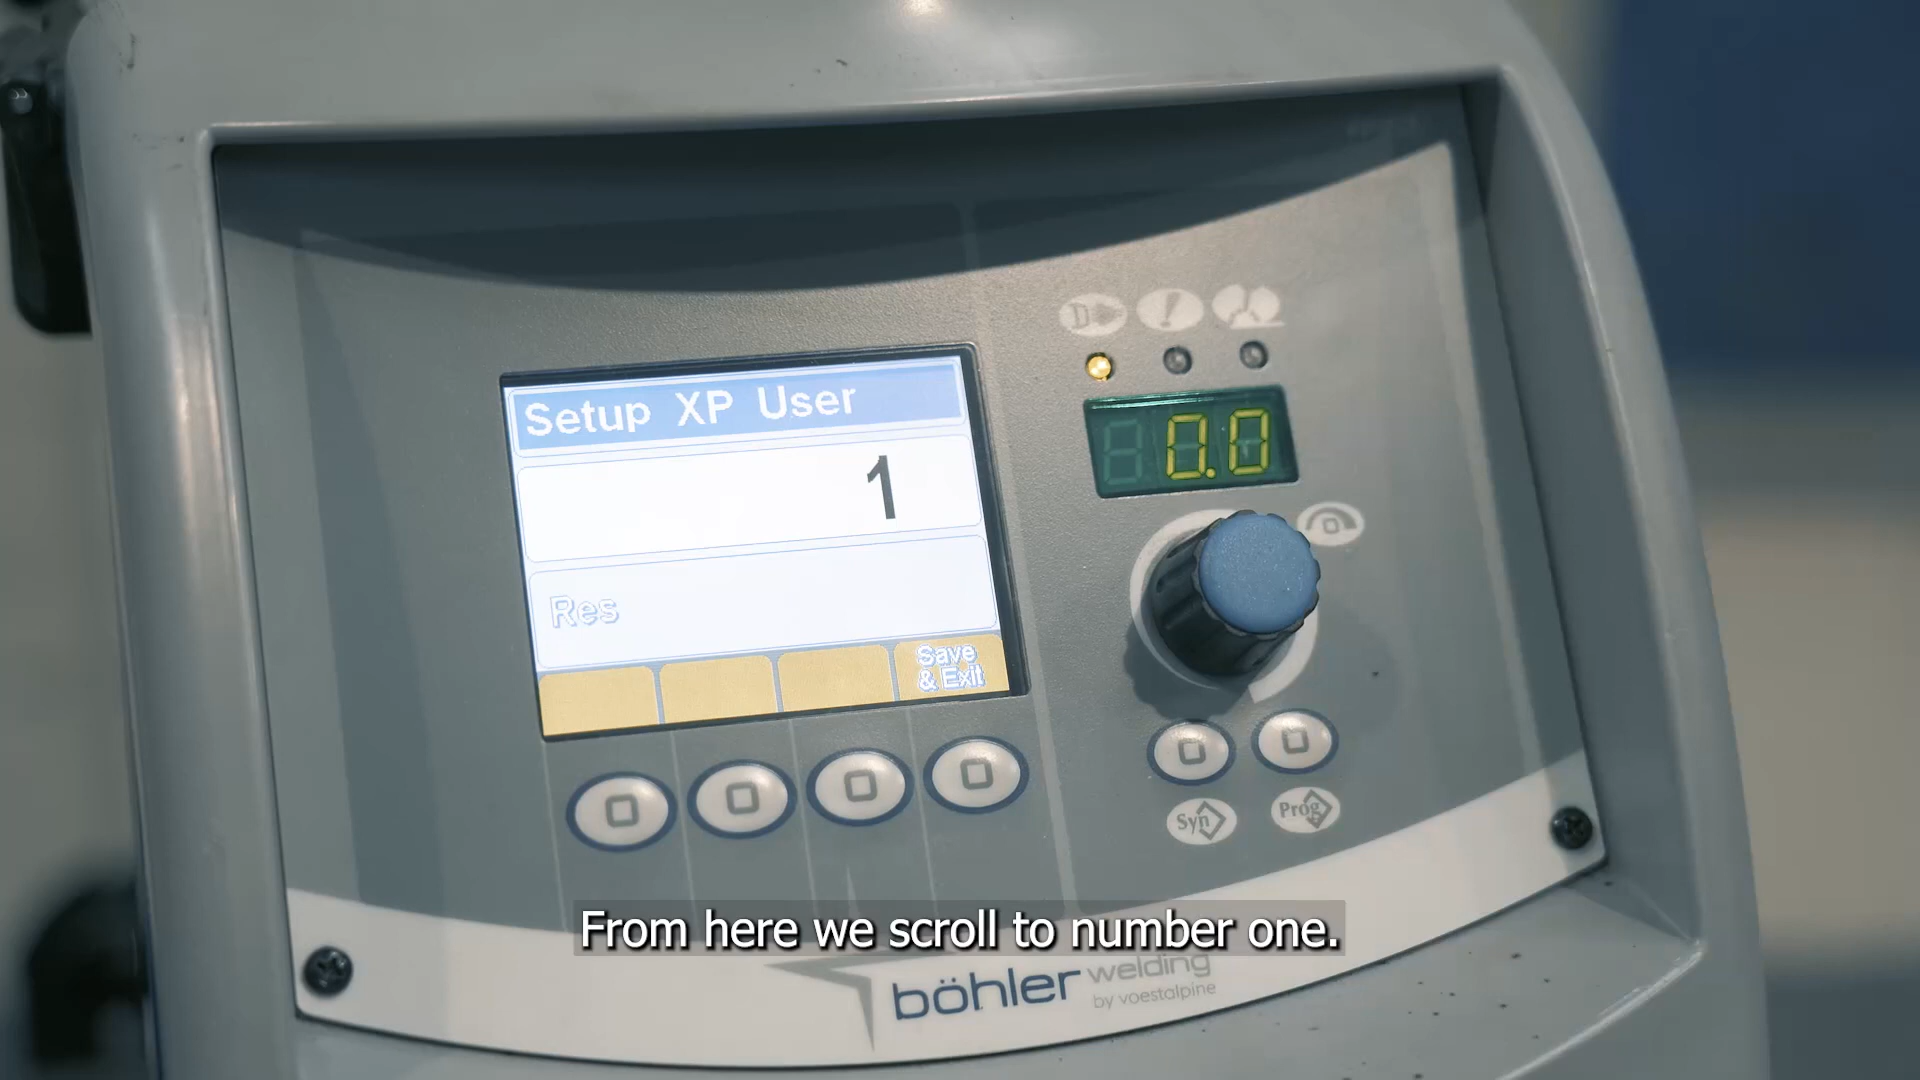 Setup XP User
1
Res
Save
& Exit
0.0
Syn
Prog
From here we scroll to number one.
böhler welding
by voestalpine